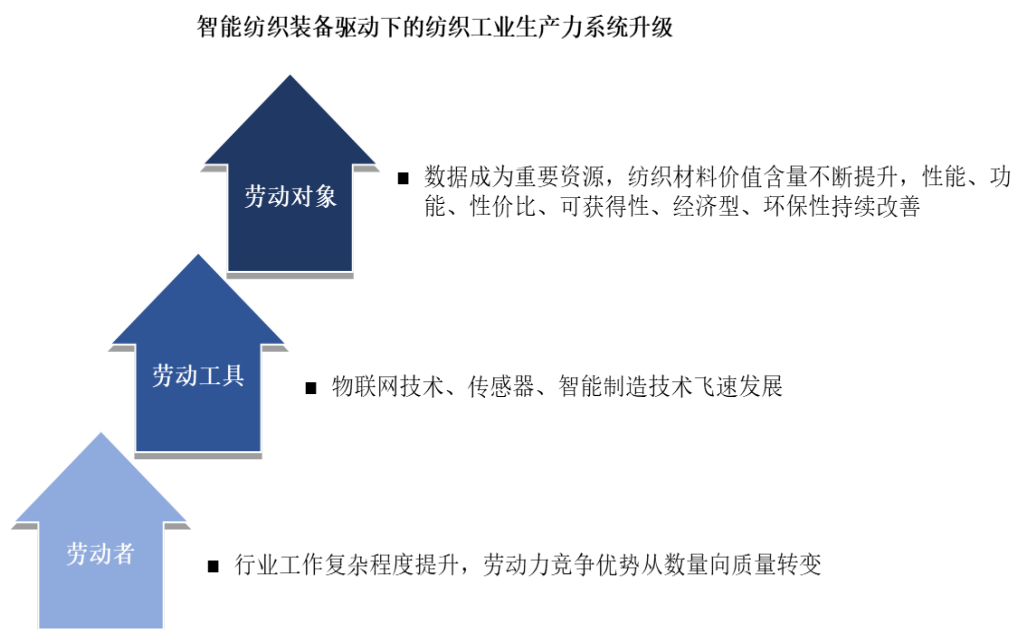 智能纺织装备驱动下的纺织工业生产力系统升级
劳动对象
■ 数据成为重要资源，纺织材料价值含量不断提升，性能、功
能、性价比、可获得性、经济型、环保性持续改善
劳动工具
■ 物联网技术、传感器、智能制造技术飞速发展
劳动者
■ 行业工作复杂程度提升，劳动力竞争优势从数量向质量转变